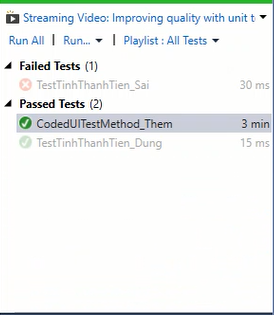 Streaming Video: Improving quality with unit t
Run All | Run... | Playlist : All Tests
Failed Tests (1)
TestTinhThanhTien_Sai 30 ms
Passed Tests (2)
CodedUITestMethod_Them 3 min
TestTinhThanhTien_Dung 15 ms